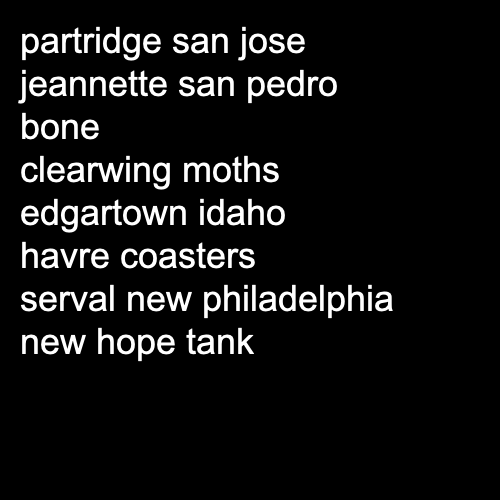 partridge san jose
jeannette san pedro
bone
clearwing moths
edgartown idaho
havre coasters
serval new philadelphia
new hope tank